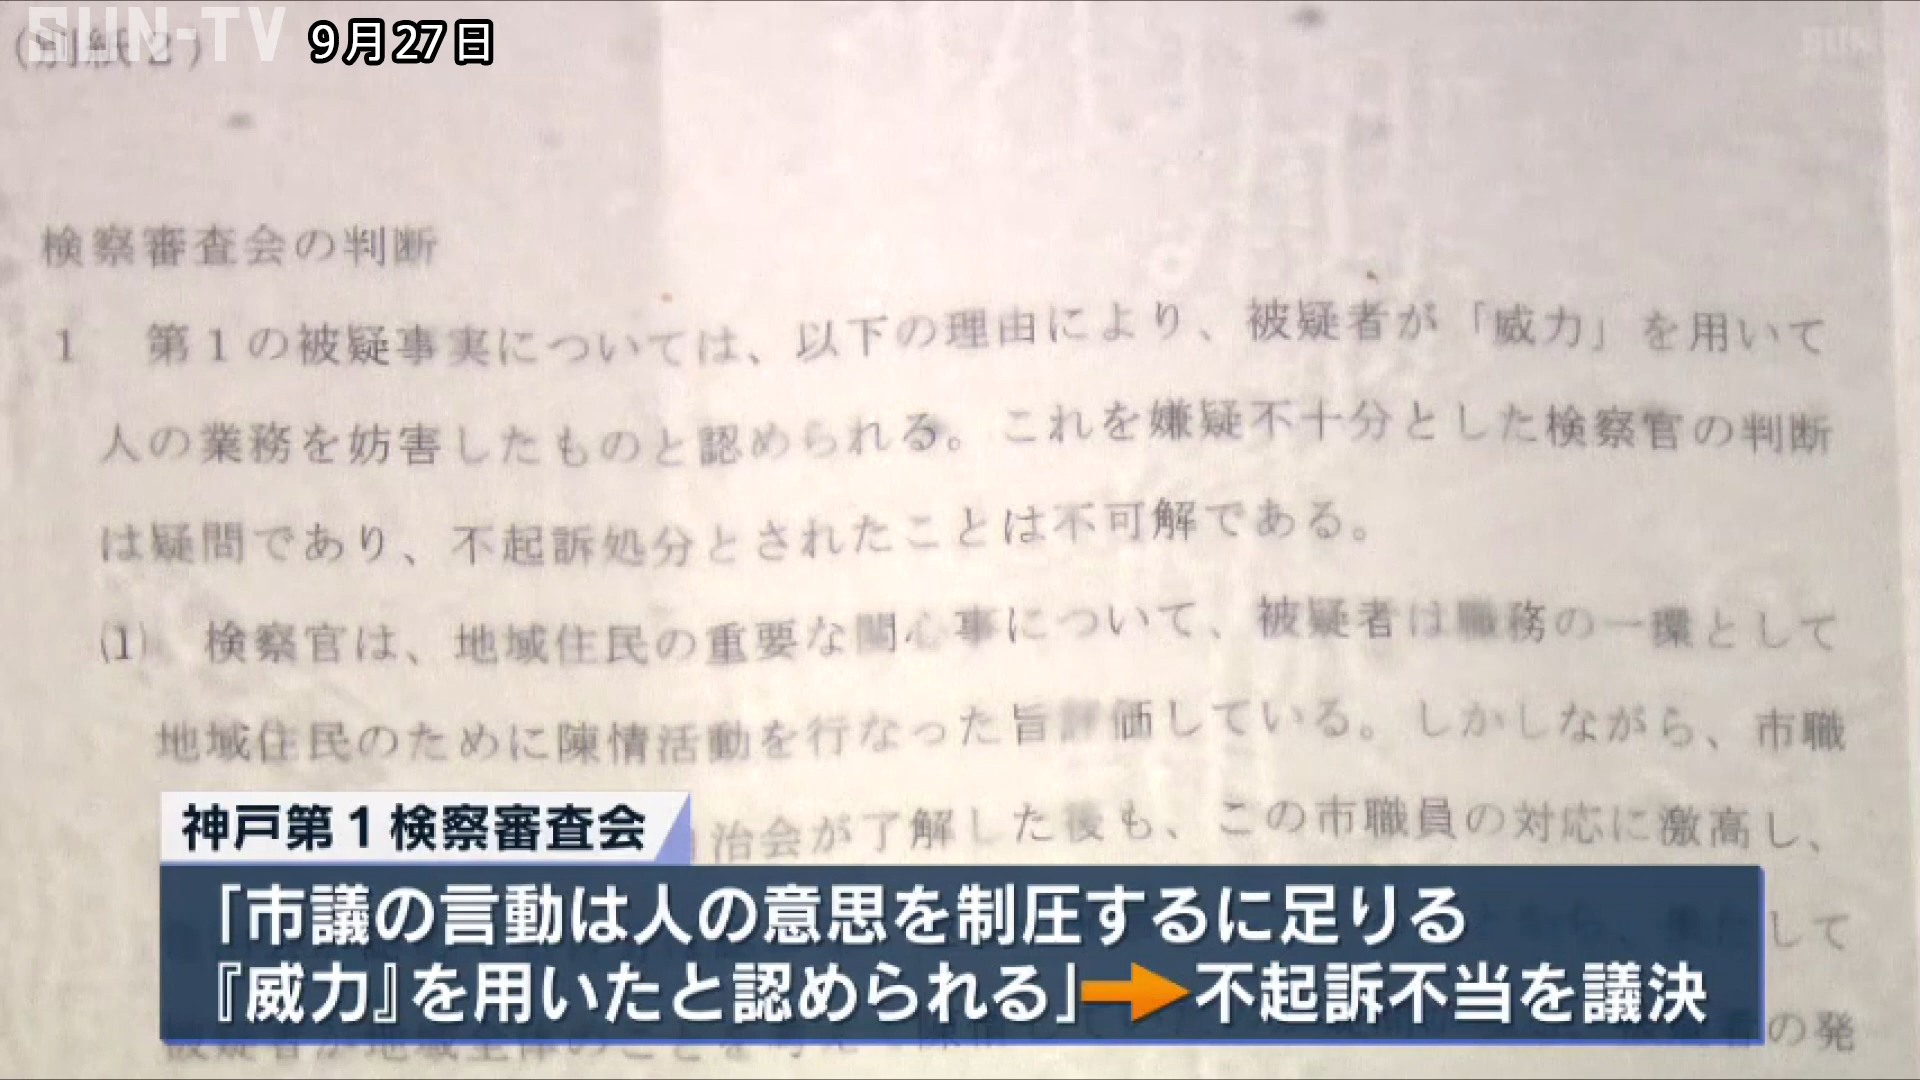 SUN-TV
9月27日
(別紙2)
検察審査会の判断
1 第1の被疑事実については、以下の理由により、被疑者が「威力」を用いて
人の業務を妨害したものと認められる。これを嫌疑不十分とした検察官の判断
は疑問であり、不起訴処分とされたことは不可解である。
(1) 検察官は、地域住民の重要な関心事について、被疑者は職務の一環として
地域住民のために陳情活動を行なった旨評価している。しかしながら、市職
治会が了解した後も、この市職員の対応に激高し、
して
の発
神戸第1検察審査会
「市議の言動は人の意思を制圧するに足りる
『威力』を用いたと認められる」➡不起訴不当を議決